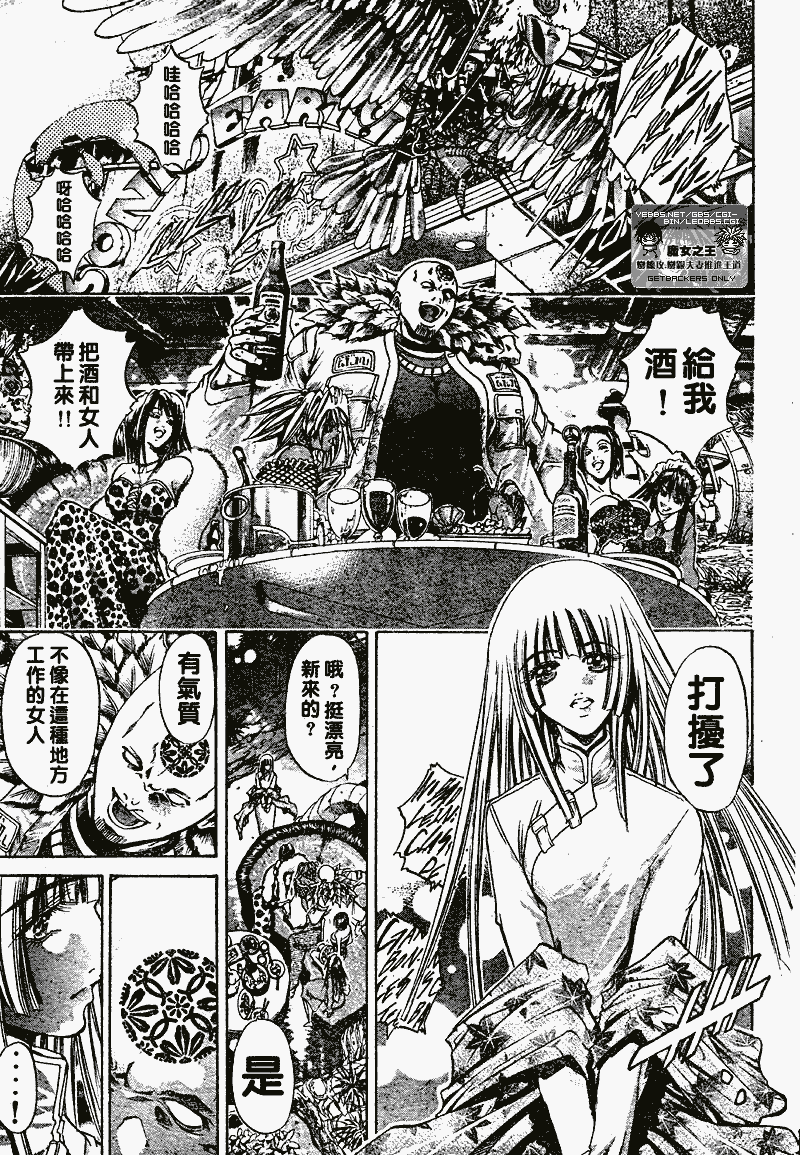 哇哈哈哈哈
呀哈哈哈哈
YEBBS.NET/GBS/CGI-
BIN/LEOBBS.CGI
魔女之王
GETBACKERS ONLY
給我
酒！
把酒和女人
帶上來!!
打擾了
哦？挺漂亮，
新來的？
是
有氣質
不像在這種地方
工作的女人
‥‥！